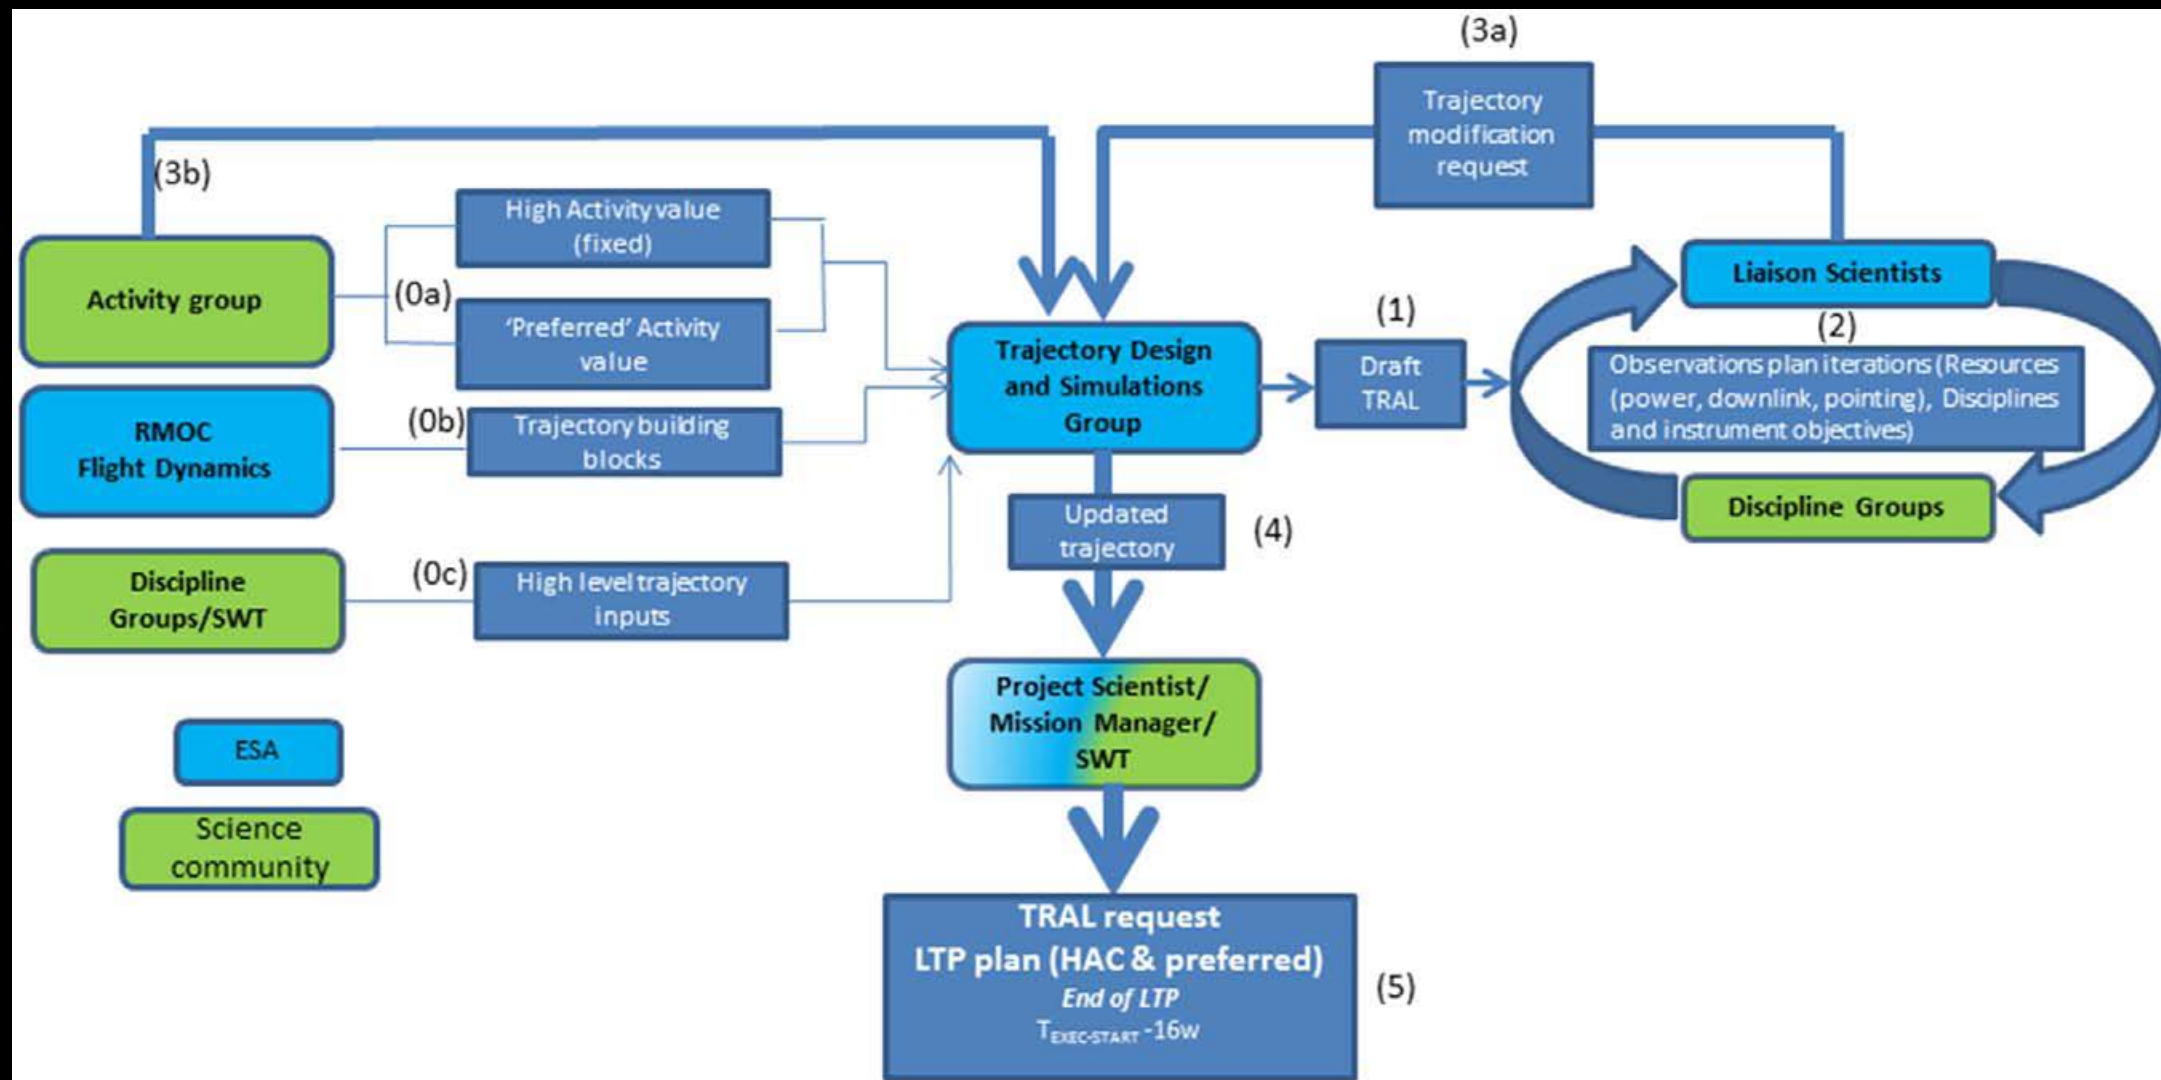 (3a)
Trajectory
modification
request
(3b)
High Activity value
(fixed)
Activity group
(0a)
'Preferred' Activity
value
Liaison Scientists
(1)
(2)
Trajectory Design
and Simulations
Group
Draft
TRAL
Observations plan iterations (Resources
(power, downlink, pointing), Disciplines
and instrument objectives)
RMOC
Flight Dynamics
(0b)
Trajectory building
blocks
Discipline Groups
Updated
trajectory
(4)
Discipline
Groups/SWT
(0c)
High level trajectory
inputs
Project Scientist/
Mission Manager/
SWT
ESA
Science
community
TRAL request
LTP plan (HAC & preferred)
End of LTP
TEXEC-START -16w
(5)